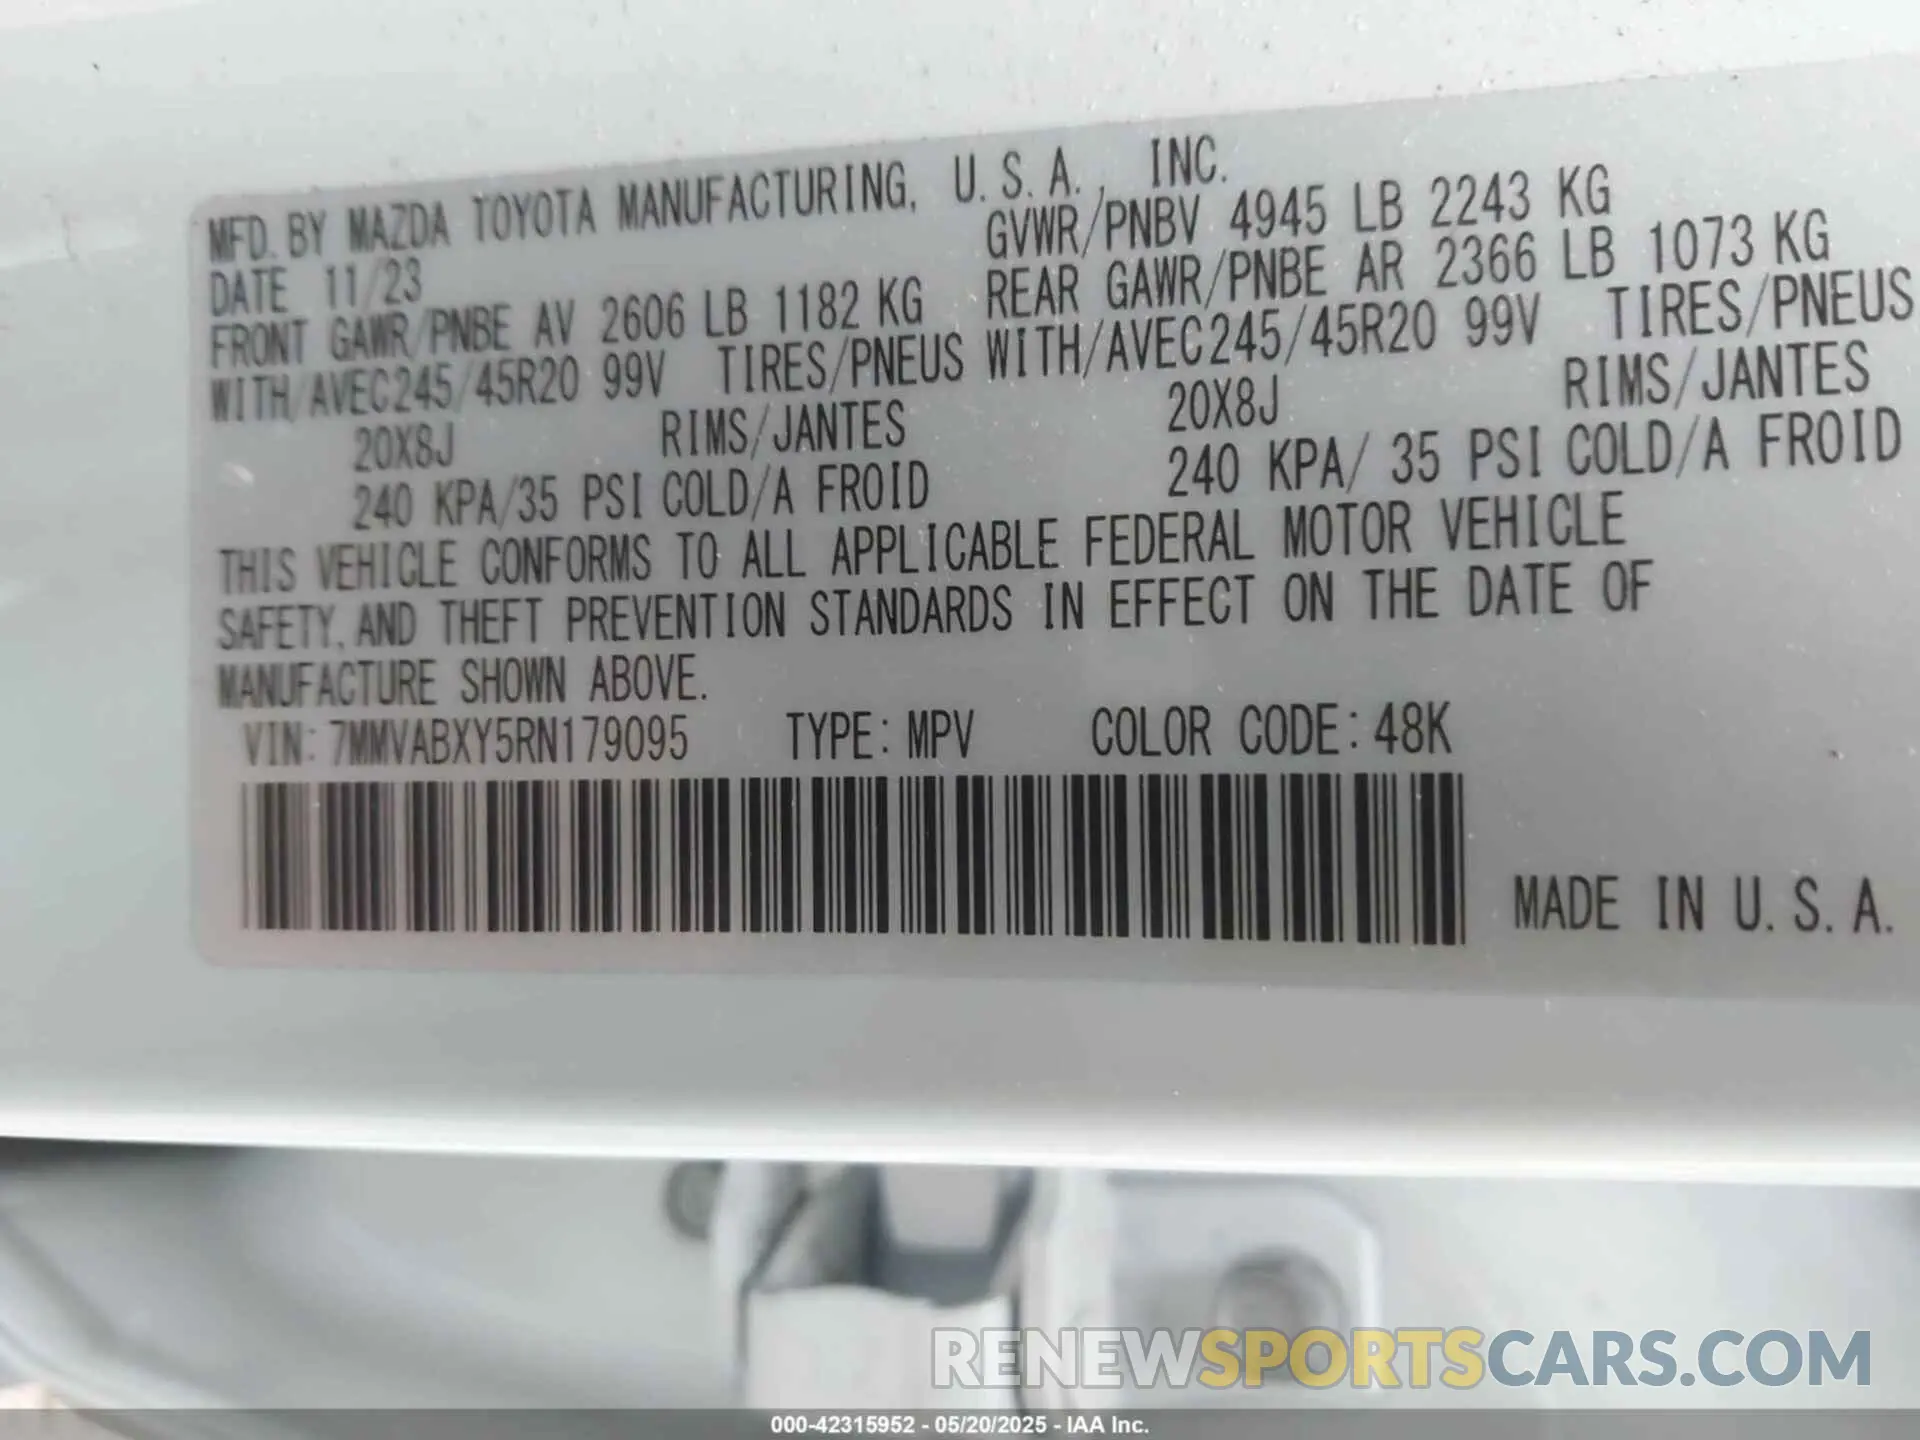 MFD. BY MAZDA TOYOTA MANUFACTURING, U.S.A., INC.
DATE 11/23 GVWR/PNBV 4945 LB 2243 KG
FRONT GAWR/PNBE AV 2606 LB 1182 KG REAR GAWR/PNBE AR 2366 LB 1073 KG
WITH/AVEC245/45R20 99V TIRES/PNEUS WITH/AVEC245/45R20 99V TIRES/PNEUS
20X8J RIMS/JANTES 20X8J RIMS/JANTES
240 KPA/35 PSI COLD/A FROID 240 KPA/ 35 PSI COLD/A FROID
THIS VEHICLE CONFORMS TO ALL APPLICABLE FEDERAL MOTOR VEHICLE
SAFETY, AND THEFT PREVENTION STANDARDS IN EFFECT ON THE DATE OF
MANUFACTURE SHOWN ABOVE.
VIN: 7MMVABXY5RN179095 TYPE: MPV COLOR CODE: 48K
MADE IN U.S.A.
RENEWSPORTSCARS.COM
000-42315952 - 05/20/2025 - IAA Inc.